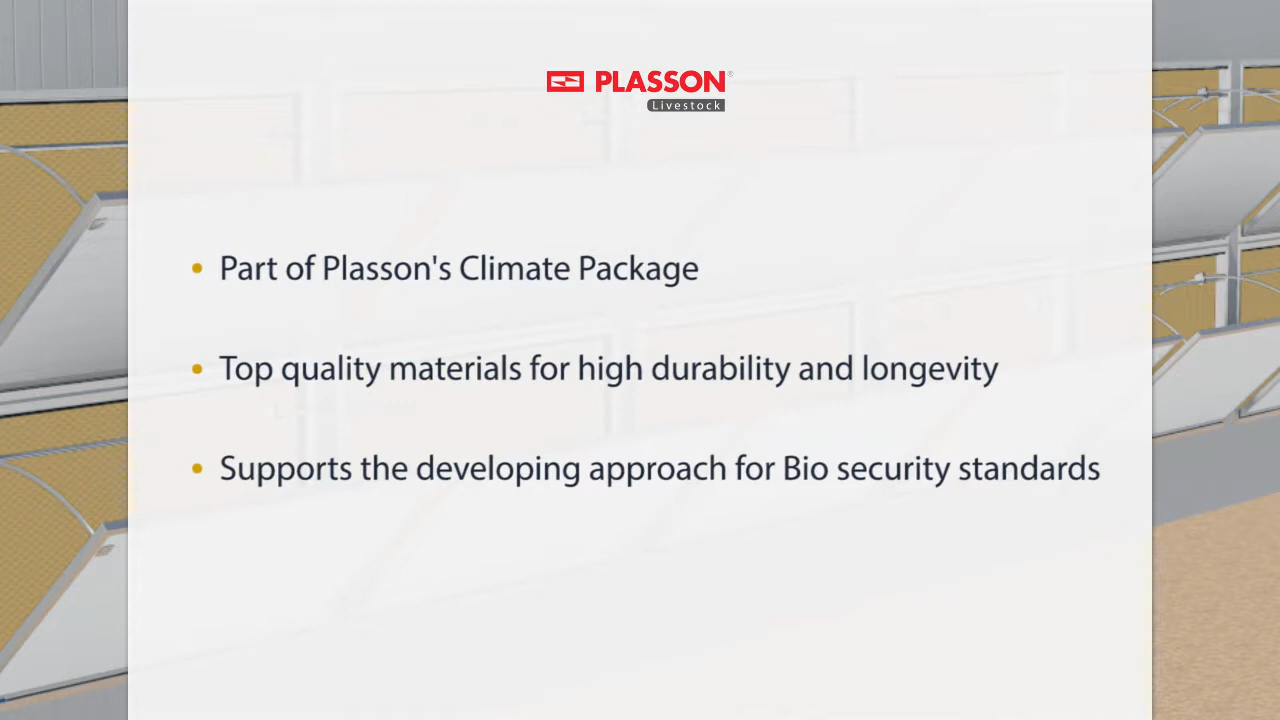 PLASSON®
Livestock
• Part of Plasson's Climate Package
• Top quality materials for high durability and longevity
• Supports the developing approach for Bio security standards